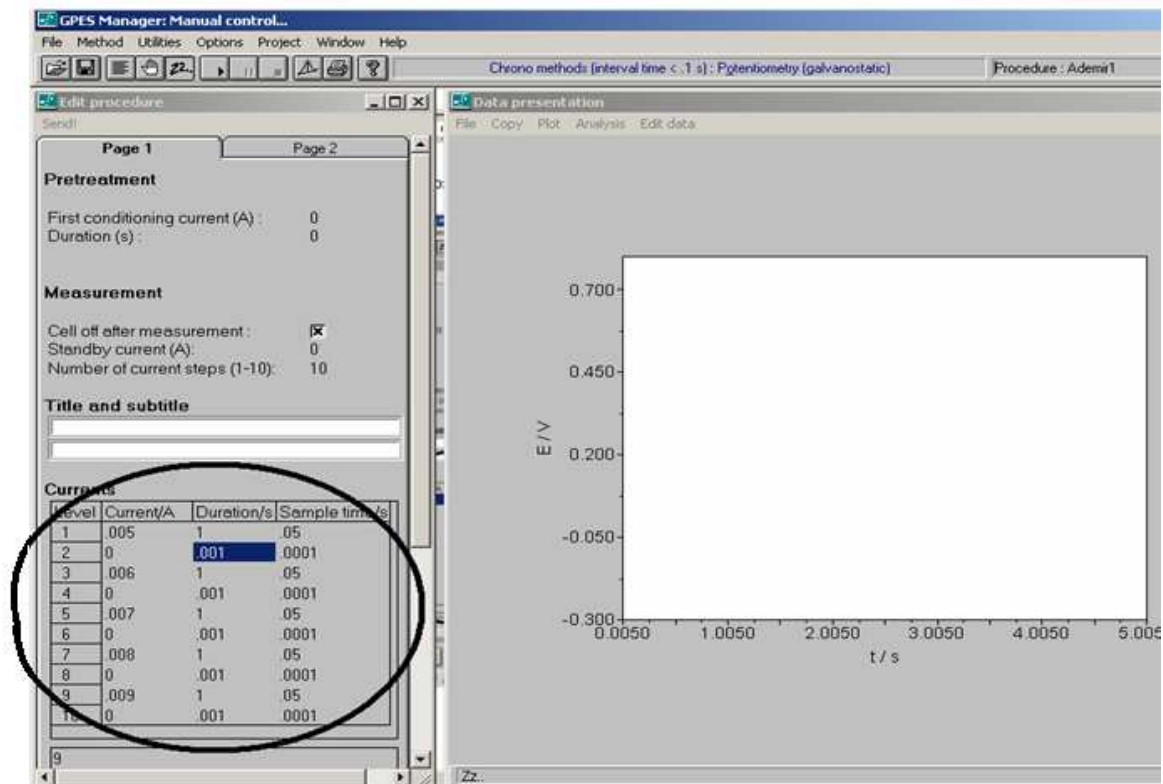 GPES Manager: Manual control...
File Method Utilities Options Project Window Help
Chrono methods (interval time < .1 s) : Potentiometry (galvanostatic) Procedure : Ademir1
Edit procedure
Send!
Page 1 Page 2
Pretreatment
First conditioning current (A) : 0
Duration (s) : 0
Measurement
Cell off after measurement :
Standby current (A): 0
Number of current steps (1-10): 10
Title and subtitle
Currents
Level Current/A Duration/s Sample time/s
1 .005 1 .05
2 0 .001 .0001
3 .006 1 .05
4 0 .001 .0001
5 .007 1 .05
6 0 .001 .0001
7 .008 1 .05
8 0 .001 .0001
9 .009 1 .05
10 0 .001 .0001
9
Data presentation
File Copy Plot Analysis Edit data
E / V
0.700
0.450
0.200
-0.050
-0.300
0.0050 1.0050 2.0050 3.0050 4.0050 5.005
t / s
Zz..